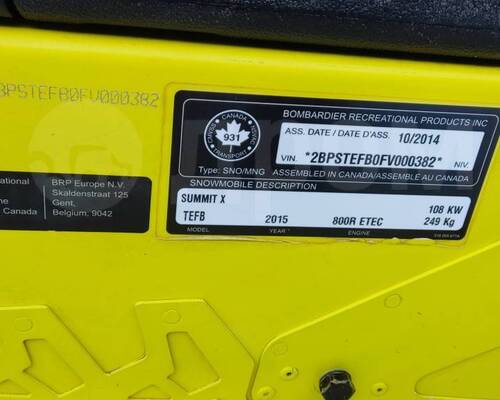 2BPSTEFB0FV000382
CANADA
931
TRANSPORT
BOMBARDIER RECREATIONAL PRODUCTS INC
ASS. DATE / DATE D'ASS. 10/2014
VIN. *2BPSTEFB0FV000382* NIV.
Type: SNO/MNG ASSEMBLED IN CANADA/ASSEMBLÉ AU CANADA
SNOWMOBILE DESCRIPTION
SUMMIT X 108 KW
TEFB 2015 800R ETEC 249 Kg
MODEL YEAR ENGINE
national
ne
Canada
BRP Europe N.V.
Skaldenstraat 125
Gent,
Belgium, 9042